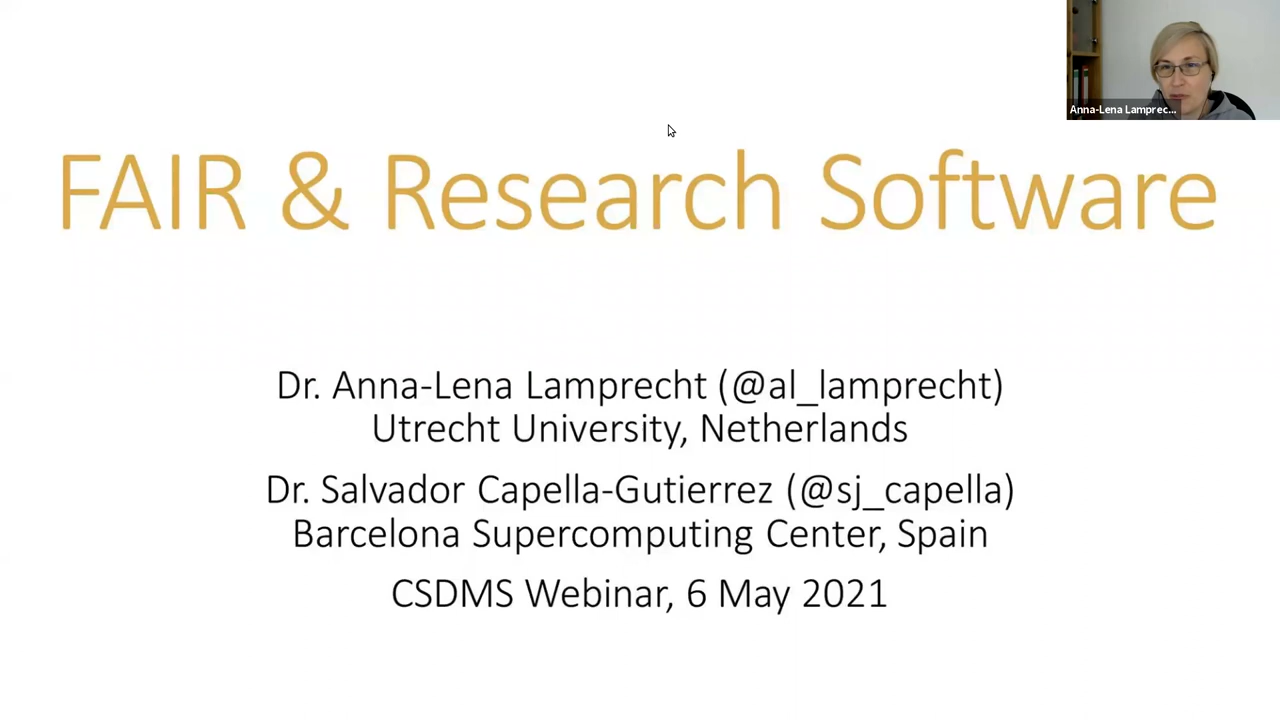 Anna-Lena Lamprec...
FAIR & Research Software
Dr. Anna-Lena Lamprecht (@al_lamprecht)
Utrecht University, Netherlands
Dr. Salvador Capella-Gutierrez (@sj_capella)
Barcelona Supercomputing Center, Spain
CSDMS Webinar, 6 May 2021